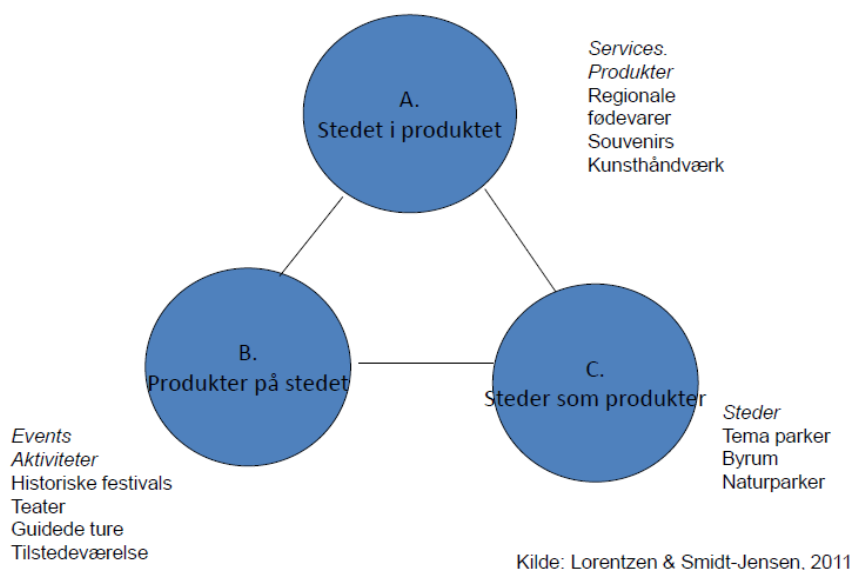 A.
Stedet i produktet
Services.
Produkter
Regionale
fødevarer
Souvenirs
Kunsthåndværk
B.
Produkter på stedet
Events
Aktiviteter
Historiske festivals
Teater
Guidede ture
Tilstedeværelse
C.
Steder som produkter
Steder
Tema parker
Byrum
Naturparker
Kilde: Lorentzen & Smidt-Jensen, 2011